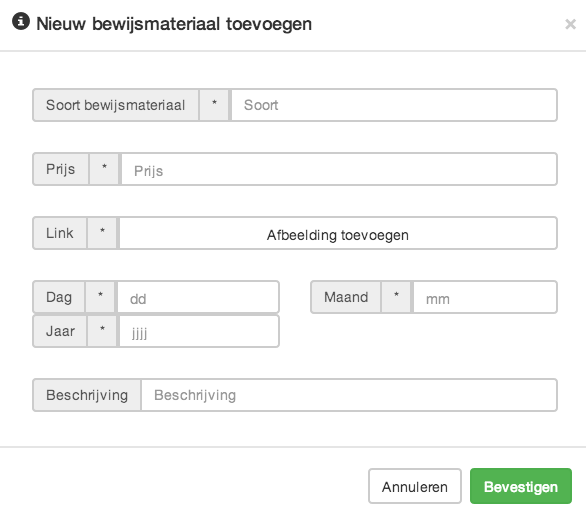 Nieuw bewijsmateriaal toevoegen ×
Soort bewijsmateriaal * Soort
Prijs * Prijs
Link * Afbeelding toevoegen
Dag * dd Maand * mm
Jaar * jjjj
Beschrijving Beschrijving
Annuleren Bevestigen